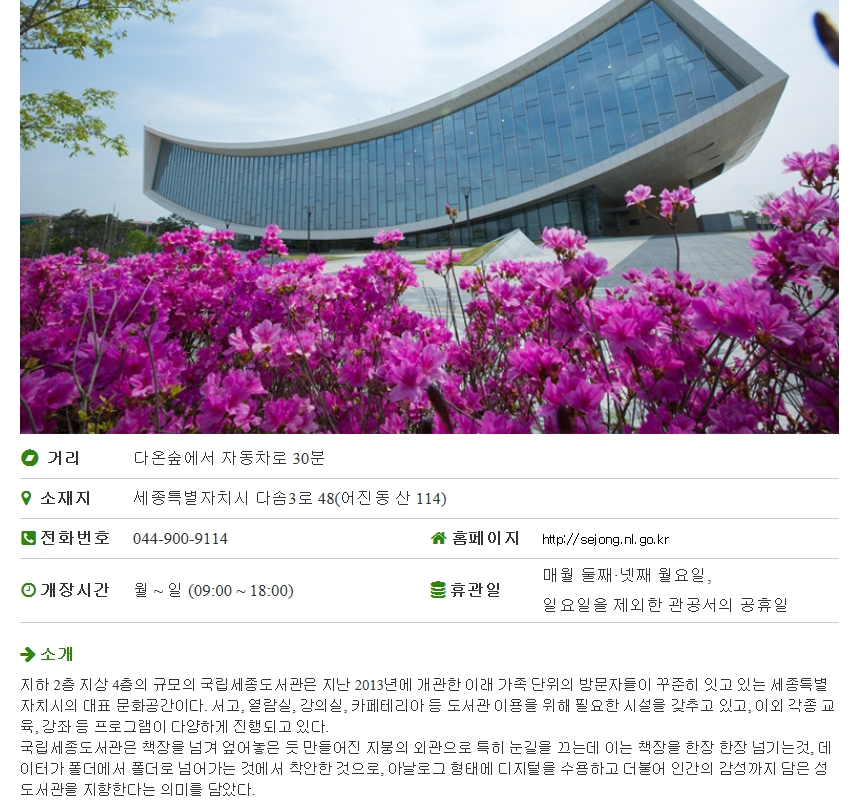 거리 다온숲에서 자동차로 30분
소재지 세종특별자치시 다솜3로 48(어진동 산 114)
전화번호 044-900-9114 홈페이지 http://sejong.nl.go.kr
개장시간 월 ~ 일 (09:00 ~ 18:00) 휴관일 매월 둘째·넷째 월요일,
일요일을 제외한 관공서의 공휴일
소개
지하 2층 지상 4층의 규모의 국립세종도서관은 지난 2013년에 개관한 이래 가족 단위의 방문자들이 꾸준히 잇고 있는 세종특별
자치시의 대표 문화공간이다. 서고, 열람실, 강의실, 카페테리아 등 도서관 이용을 위해 필요한 시설을 갖추고 있고, 이외 각종 교
육, 강좌 등 프로그램이 다양하게 진행되고 있다.
국립세종도서관은 책장을 넘겨 엎어놓은 듯 만들어진 지붕의 외관으로 특히 눈길을 끄는데 이는 책장을 한장 한장 넘기는것, 데
이터가 폴더에서 폴더로 넘어가는 것에서 착안한 것으로, 아날로그 형태에 디지털을 수용하고 더불어 인간의 감성까지 담은 성
도서관을 지향한다는 의미를 담았다.